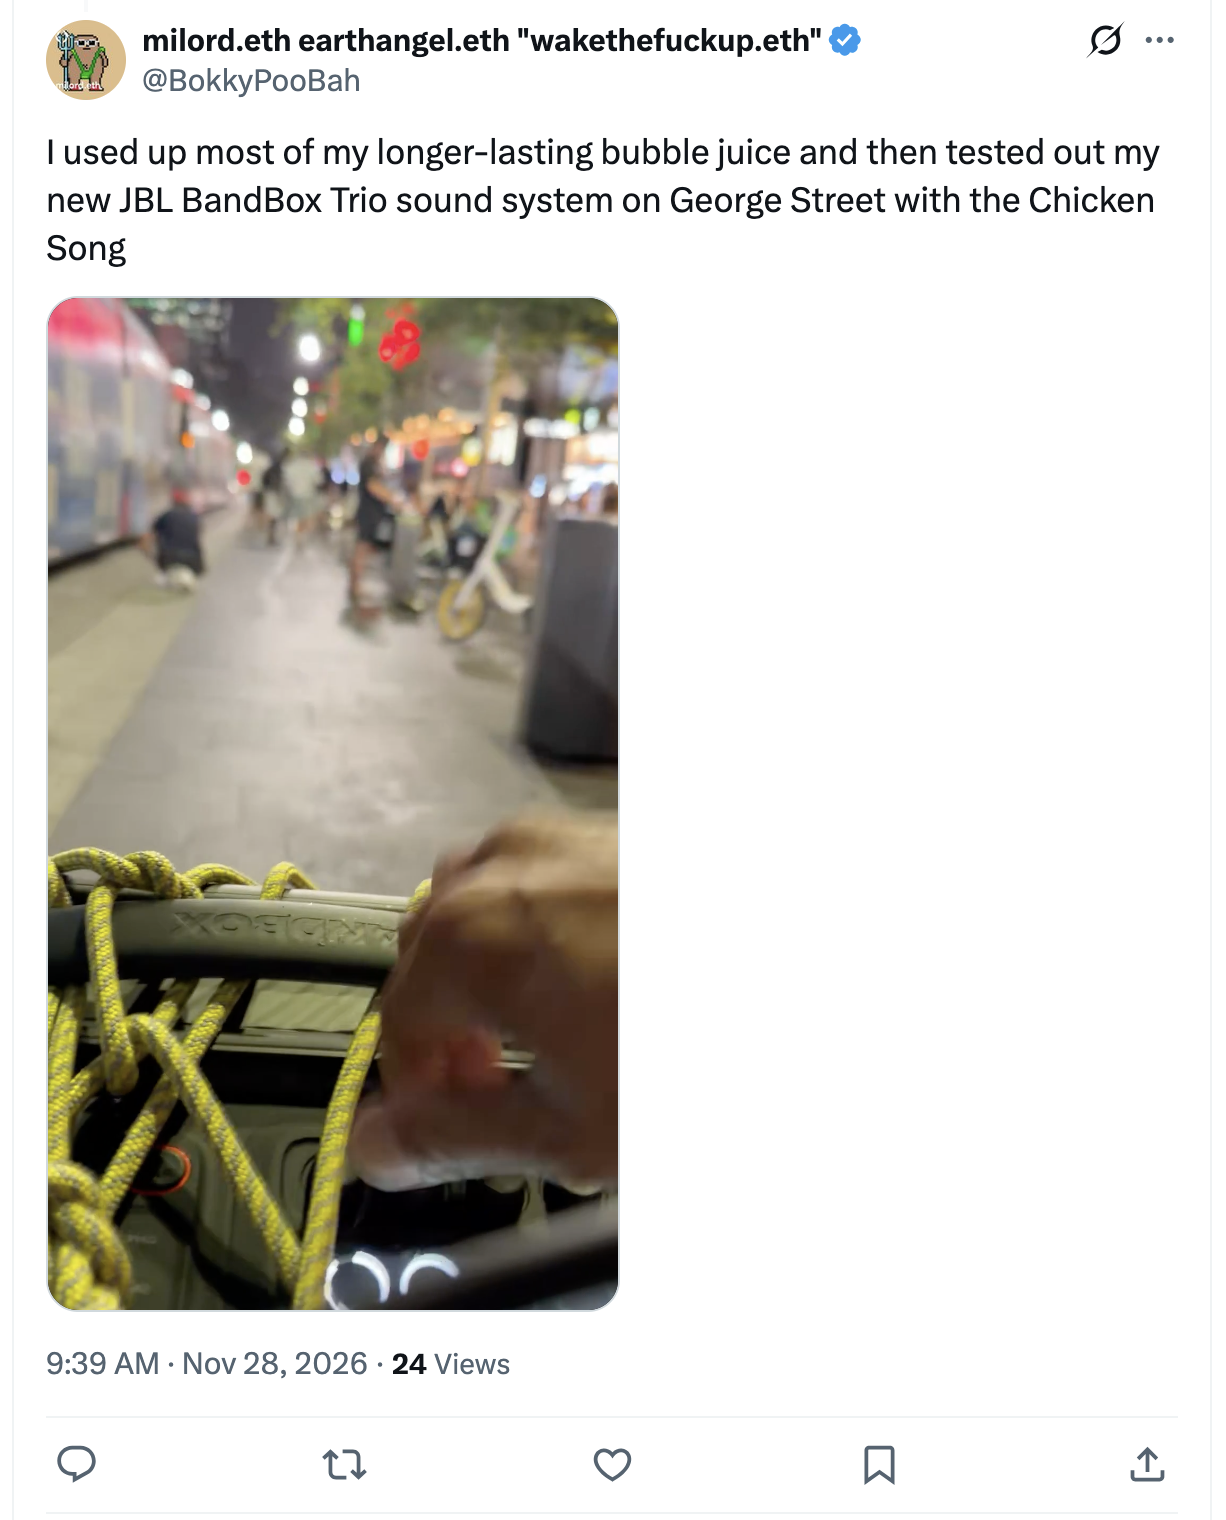 milord.eth earthangel.eth "wakethefuckup.eth"
@BokkyPooBah
milord.eth
I used up most of my longer-lasting bubble juice and then tested out my
new JBL BandBox Trio sound system on George Street with the Chicken
Song
9:39 AM · Nov 28, 2026 · 24 Views